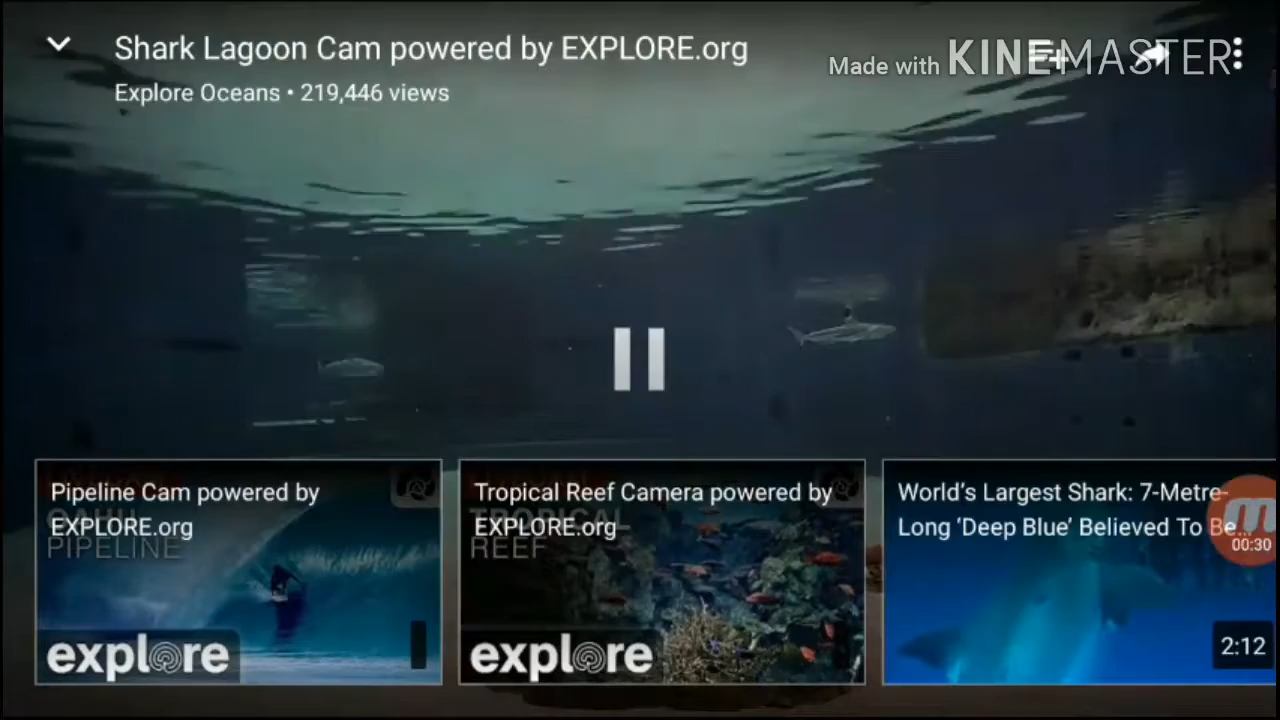 Shark Lagoon Cam powered by EXPLORE.org
Explore Oceans • 219,446 views
Made with KINEMASTER
Pipeline Cam powered by
EXPLORE.org
OAHU
PIPELINE
explore
Tropical Reef Camera powered by
EXPLORE.org
TROPICAL
REEF
explore
World's Largest Shark: 7-Metre-
Long 'Deep Blue' Believed To Be...
00:30
2:12